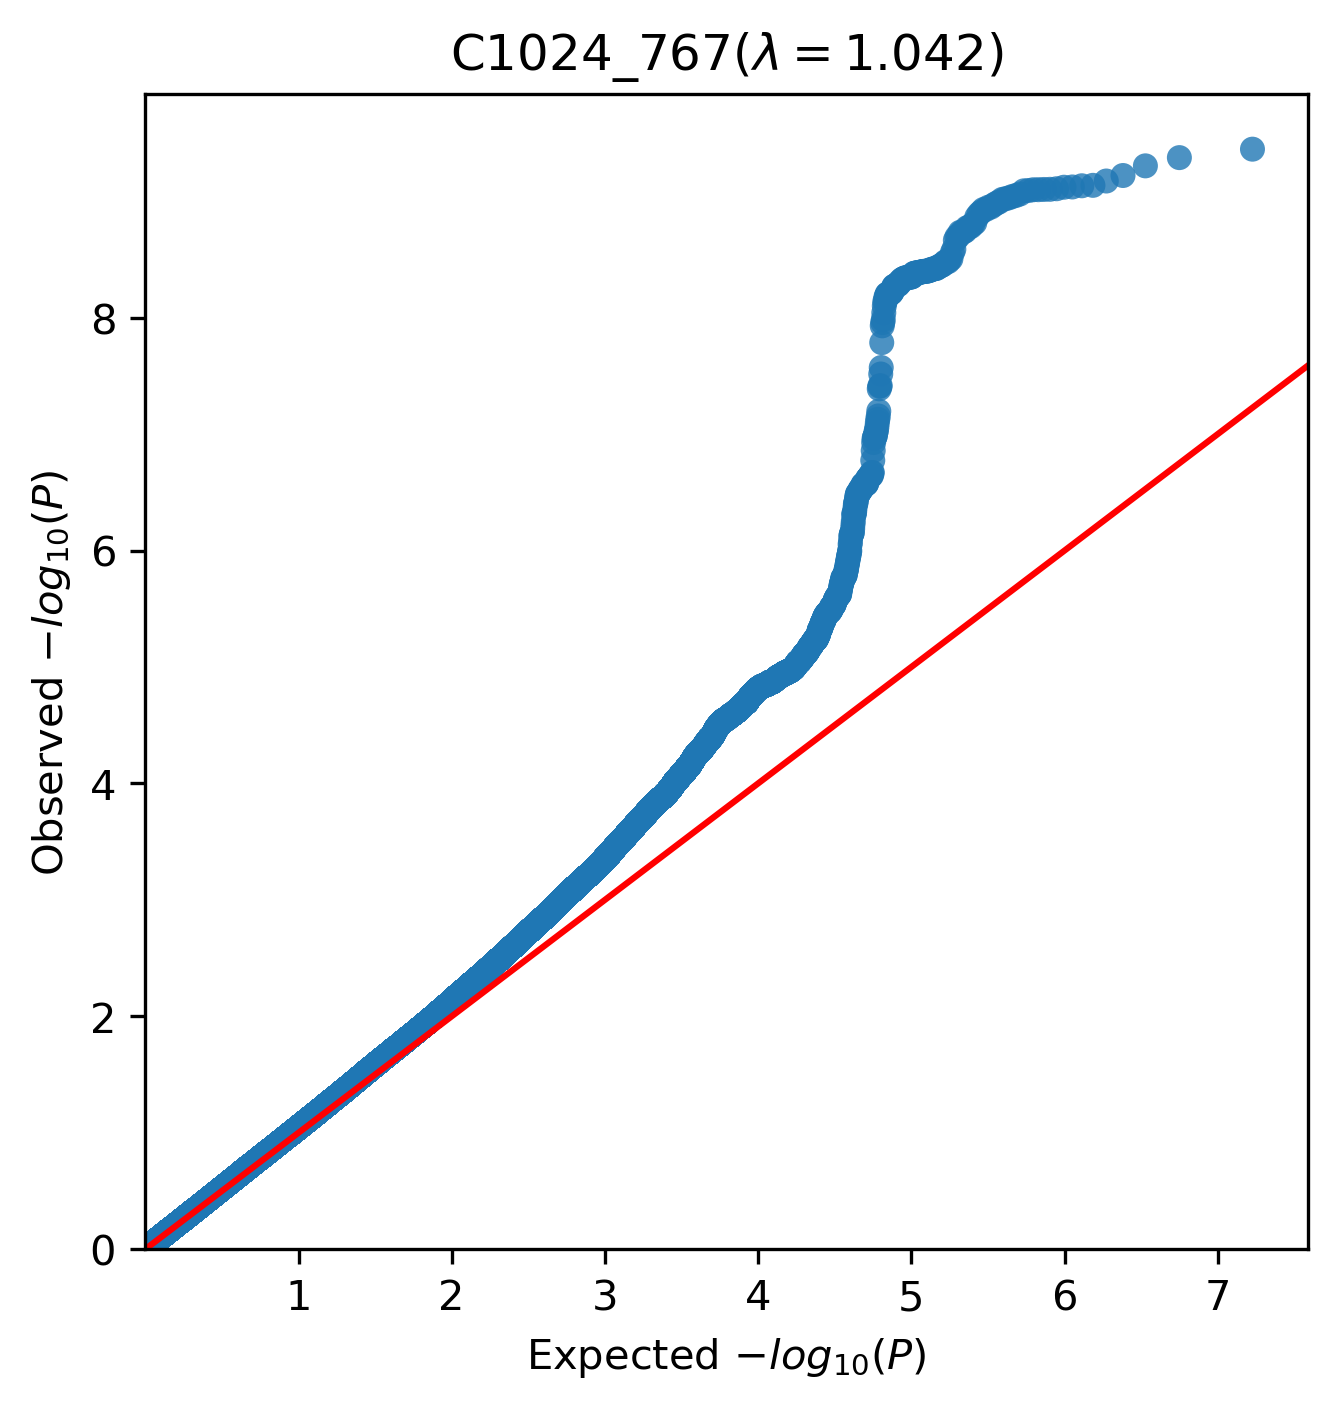 C1024_767(λ = 1.042)
Observed −log₁₀(P)
8
6
4
2
0
1 2 3 4 5 6 7
Expected −log₁₀(P)